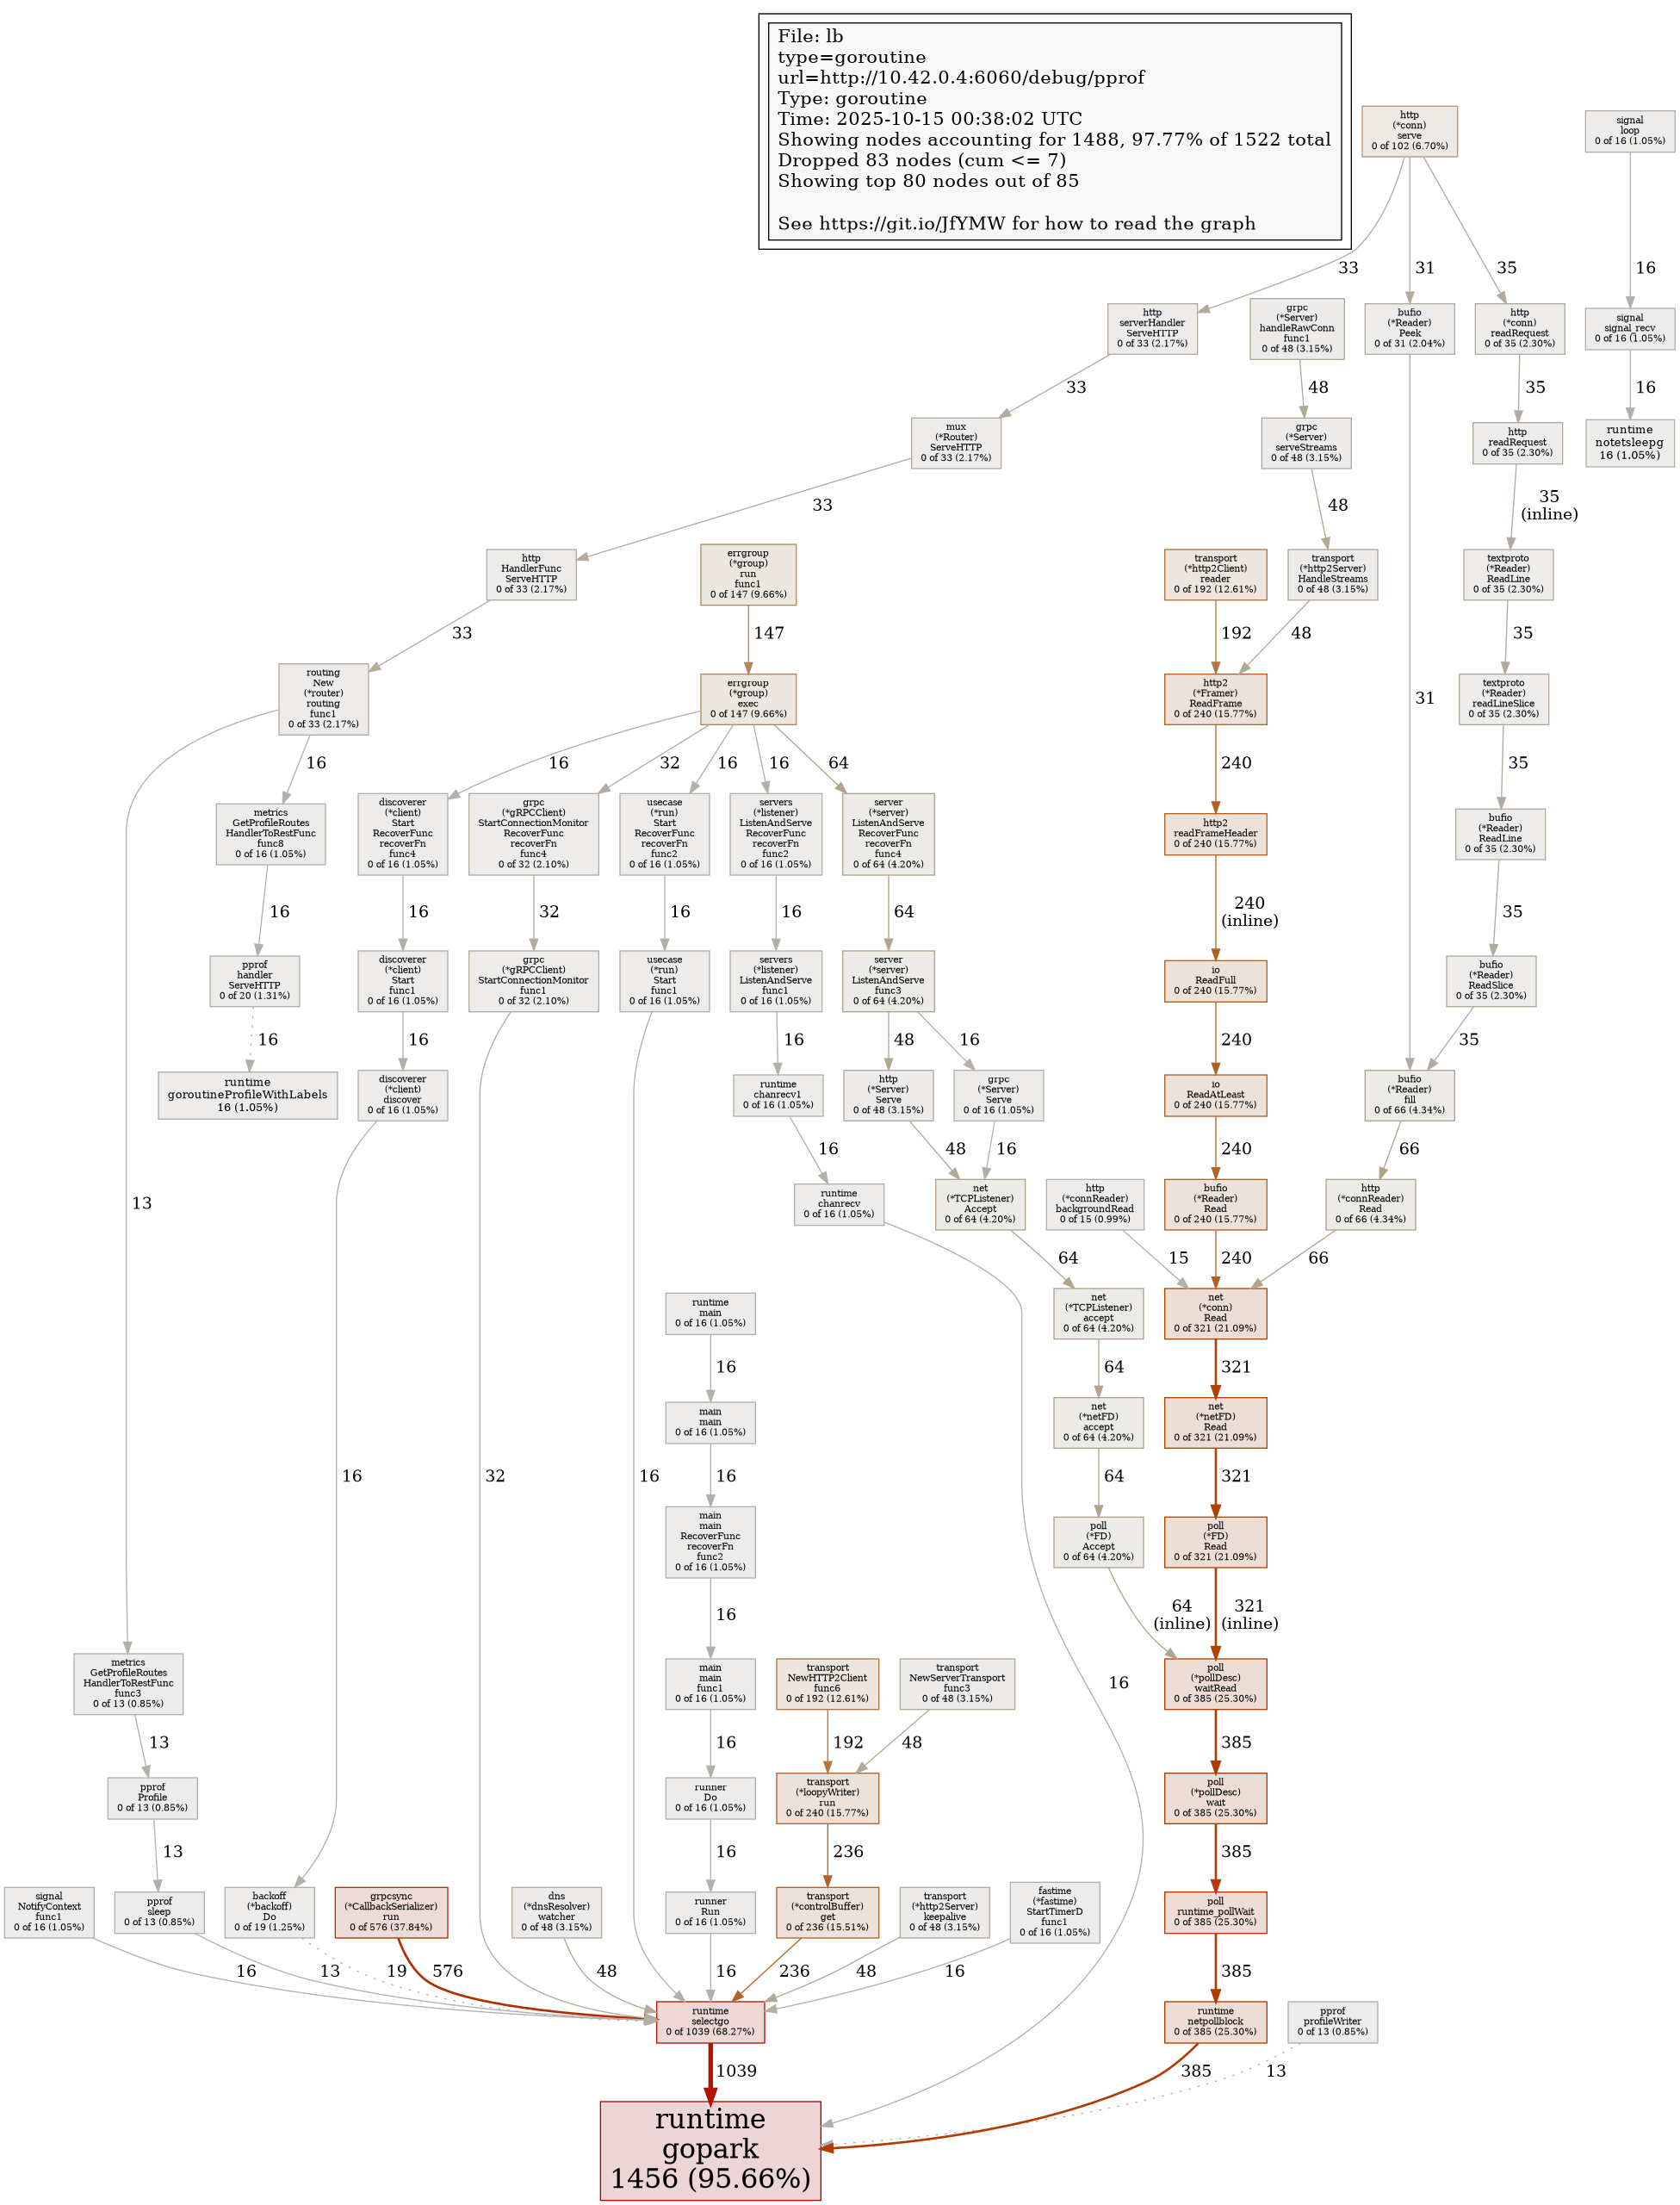 File: lb
type=goroutine
url=http://10.42.0.4:6060/debug/pprof
Type: goroutine
Time: 2025-10-15 00:38:02 UTC
Showing nodes accounting for 1488, 97.77% of 1522 total
Dropped 83 nodes (cum <= 7)
Showing top 80 nodes out of 85
See https://git.io/JfYMW for how to read the graph
http
(*conn)
serve
0 of 102 (6.70%)
signal
loop
0 of 16 (1.05%)
33
31
35
16
http
serverHandler
ServeHTTP
0 of 33 (2.17%)
grpc
(*Server)
handleRawConn
func1
0 of 48 (3.15%)
bufio
(*Reader)
Peek
0 of 31 (2.04%)
http
(*conn)
readRequest
0 of 35 (2.30%)
signal
signal_recv
0 of 16 (1.05%)
33
48
35
16
mux
(*Router)
ServeHTTP
0 of 33 (2.17%)
grpc
(*Server)
serveStreams
0 of 48 (3.15%)
http
readRequest
0 of 35 (2.30%)
runtime
notetsleepg
16 (1.05%)
33
48
35
(inline)
http
HandlerFunc
ServeHTTP
0 of 33 (2.17%)
errgroup
(*group)
run
func1
0 of 147 (9.66%)
transport
(*http2Client)
reader
0 of 192 (12.61%)
transport
(*http2Server)
HandleStreams
0 of 48 (3.15%)
textproto
(*Reader)
ReadLine
0 of 35 (2.30%)
33
147
192
48
35
routing
New
(*router)
routing
func1
0 of 33 (2.17%)
errgroup
(*group)
exec
0 of 147 (9.66%)
http2
(*Framer)
ReadFrame
0 of 240 (15.77%)
31
textproto
(*Reader)
readLineSlice
0 of 35 (2.30%)
16
16
32
16
16
64
240
35
metrics
GetProfileRoutes
HandlerToRestFunc
func8
0 of 16 (1.05%)
discoverer
(*client)
Start
RecoverFunc
recoverFn
func4
0 of 16 (1.05%)
grpc
(*gRPCClient)
StartConnectionMonitor
RecoverFunc
recoverFn
func4
0 of 32 (2.10%)
usecase
(*run)
Start
RecoverFunc
recoverFn
func2
0 of 16 (1.05%)
servers
(*listener)
ListenAndServe
RecoverFunc
recoverFn
func2
0 of 16 (1.05%)
server
(*server)
ListenAndServe
RecoverFunc
recoverFn
func4
0 of 64 (4.20%)
http2
readFrameHeader
0 of 240 (15.77%)
bufio
(*Reader)
ReadLine
0 of 35 (2.30%)
16
16
32
16
16
64
240
(inline)
35
pprof
handler
ServeHTTP
0 of 20 (1.31%)
discoverer
(*client)
Start
func1
0 of 16 (1.05%)
grpc
(*gRPCClient)
StartConnectionMonitor
func1
0 of 32 (2.10%)
usecase
(*run)
Start
func1
0 of 16 (1.05%)
servers
(*listener)
ListenAndServe
func1
0 of 16 (1.05%)
server
(*server)
ListenAndServe
func3
0 of 64 (4.20%)
io
ReadFull
0 of 240 (15.77%)
bufio
(*Reader)
ReadSlice
0 of 35 (2.30%)
16
16
16
48
16
240
35
runtime
goroutineProfileWithLabels
16 (1.05%)
discoverer
(*client)
discover
0 of 16 (1.05%)
runtime
chanrecv1
0 of 16 (1.05%)
http
(*Server)
Serve
0 of 48 (3.15%)
grpc
(*Server)
Serve
0 of 16 (1.05%)
io
ReadAtLeast
0 of 240 (15.77%)
bufio
(*Reader)
fill
0 of 66 (4.34%)
16
48
16
240
66
13
runtime
chanrecv
0 of 16 (1.05%)
net
(*TCPListener)
Accept
0 of 64 (4.20%)
http
(*connReader)
backgroundRead
0 of 15 (0.99%)
bufio
(*Reader)
Read
0 of 240 (15.77%)
http
(*connReader)
Read
0 of 66 (4.34%)
64
15
240
66
runtime
main
0 of 16 (1.05%)
net
(*TCPListener)
accept
0 of 64 (4.20%)
net
(*conn)
Read
0 of 321 (21.09%)
16
64
321
main
main
0 of 16 (1.05%)
net
(*netFD)
accept
0 of 64 (4.20%)
net
(*netFD)
Read
0 of 321 (21.09%)
16
32
16
16
64
321
main
main
RecoverFunc
recoverFn
func2
0 of 16 (1.05%)
poll
(*FD)
Accept
0 of 64 (4.20%)
poll
(*FD)
Read
0 of 321 (21.09%)
16
64
(inline)
321
(inline)
metrics
GetProfileRoutes
HandlerToRestFunc
func3
0 of 13 (0.85%)
main
main
func1
0 of 16 (1.05%)
transport
NewHTTP2Client
func6
0 of 192 (12.61%)
transport
NewServerTransport
func3
0 of 48 (3.15%)
16
poll
(*pollDesc)
waitRead
0 of 385 (25.30%)
13
16
192
48
385
pprof
Profile
0 of 13 (0.85%)
runner
Do
0 of 16 (1.05%)
transport
(*loopyWriter)
run
0 of 240 (15.77%)
poll
(*pollDesc)
wait
0 of 385 (25.30%)
13
16
236
385
signal
NotifyContext
func1
0 of 16 (1.05%)
pprof
sleep
0 of 13 (0.85%)
backoff
(*backoff)
Do
0 of 19 (1.25%)
grpcsync
(*CallbackSerializer)
run
0 of 576 (37.84%)
dns
(*dnsResolver)
watcher
0 of 48 (3.15%)
runner
Run
0 of 16 (1.05%)
transport
(*controlBuffer)
get
0 of 236 (15.51%)
transport
(*http2Server)
keepalive
0 of 48 (3.15%)
fastime
(*fastime)
StartTimerD
func1
0 of 16 (1.05%)
poll
runtime_pollWait
0 of 385 (25.30%)
16
13
19
576
48
16
236
48
16
385
runtime
selectgo
0 of 1039 (68.27%)
runtime
netpollblock
0 of 385 (25.30%)
pprof
profileWriter
0 of 13 (0.85%)
1039
385
13
runtime
gopark
1456 (95.66%)